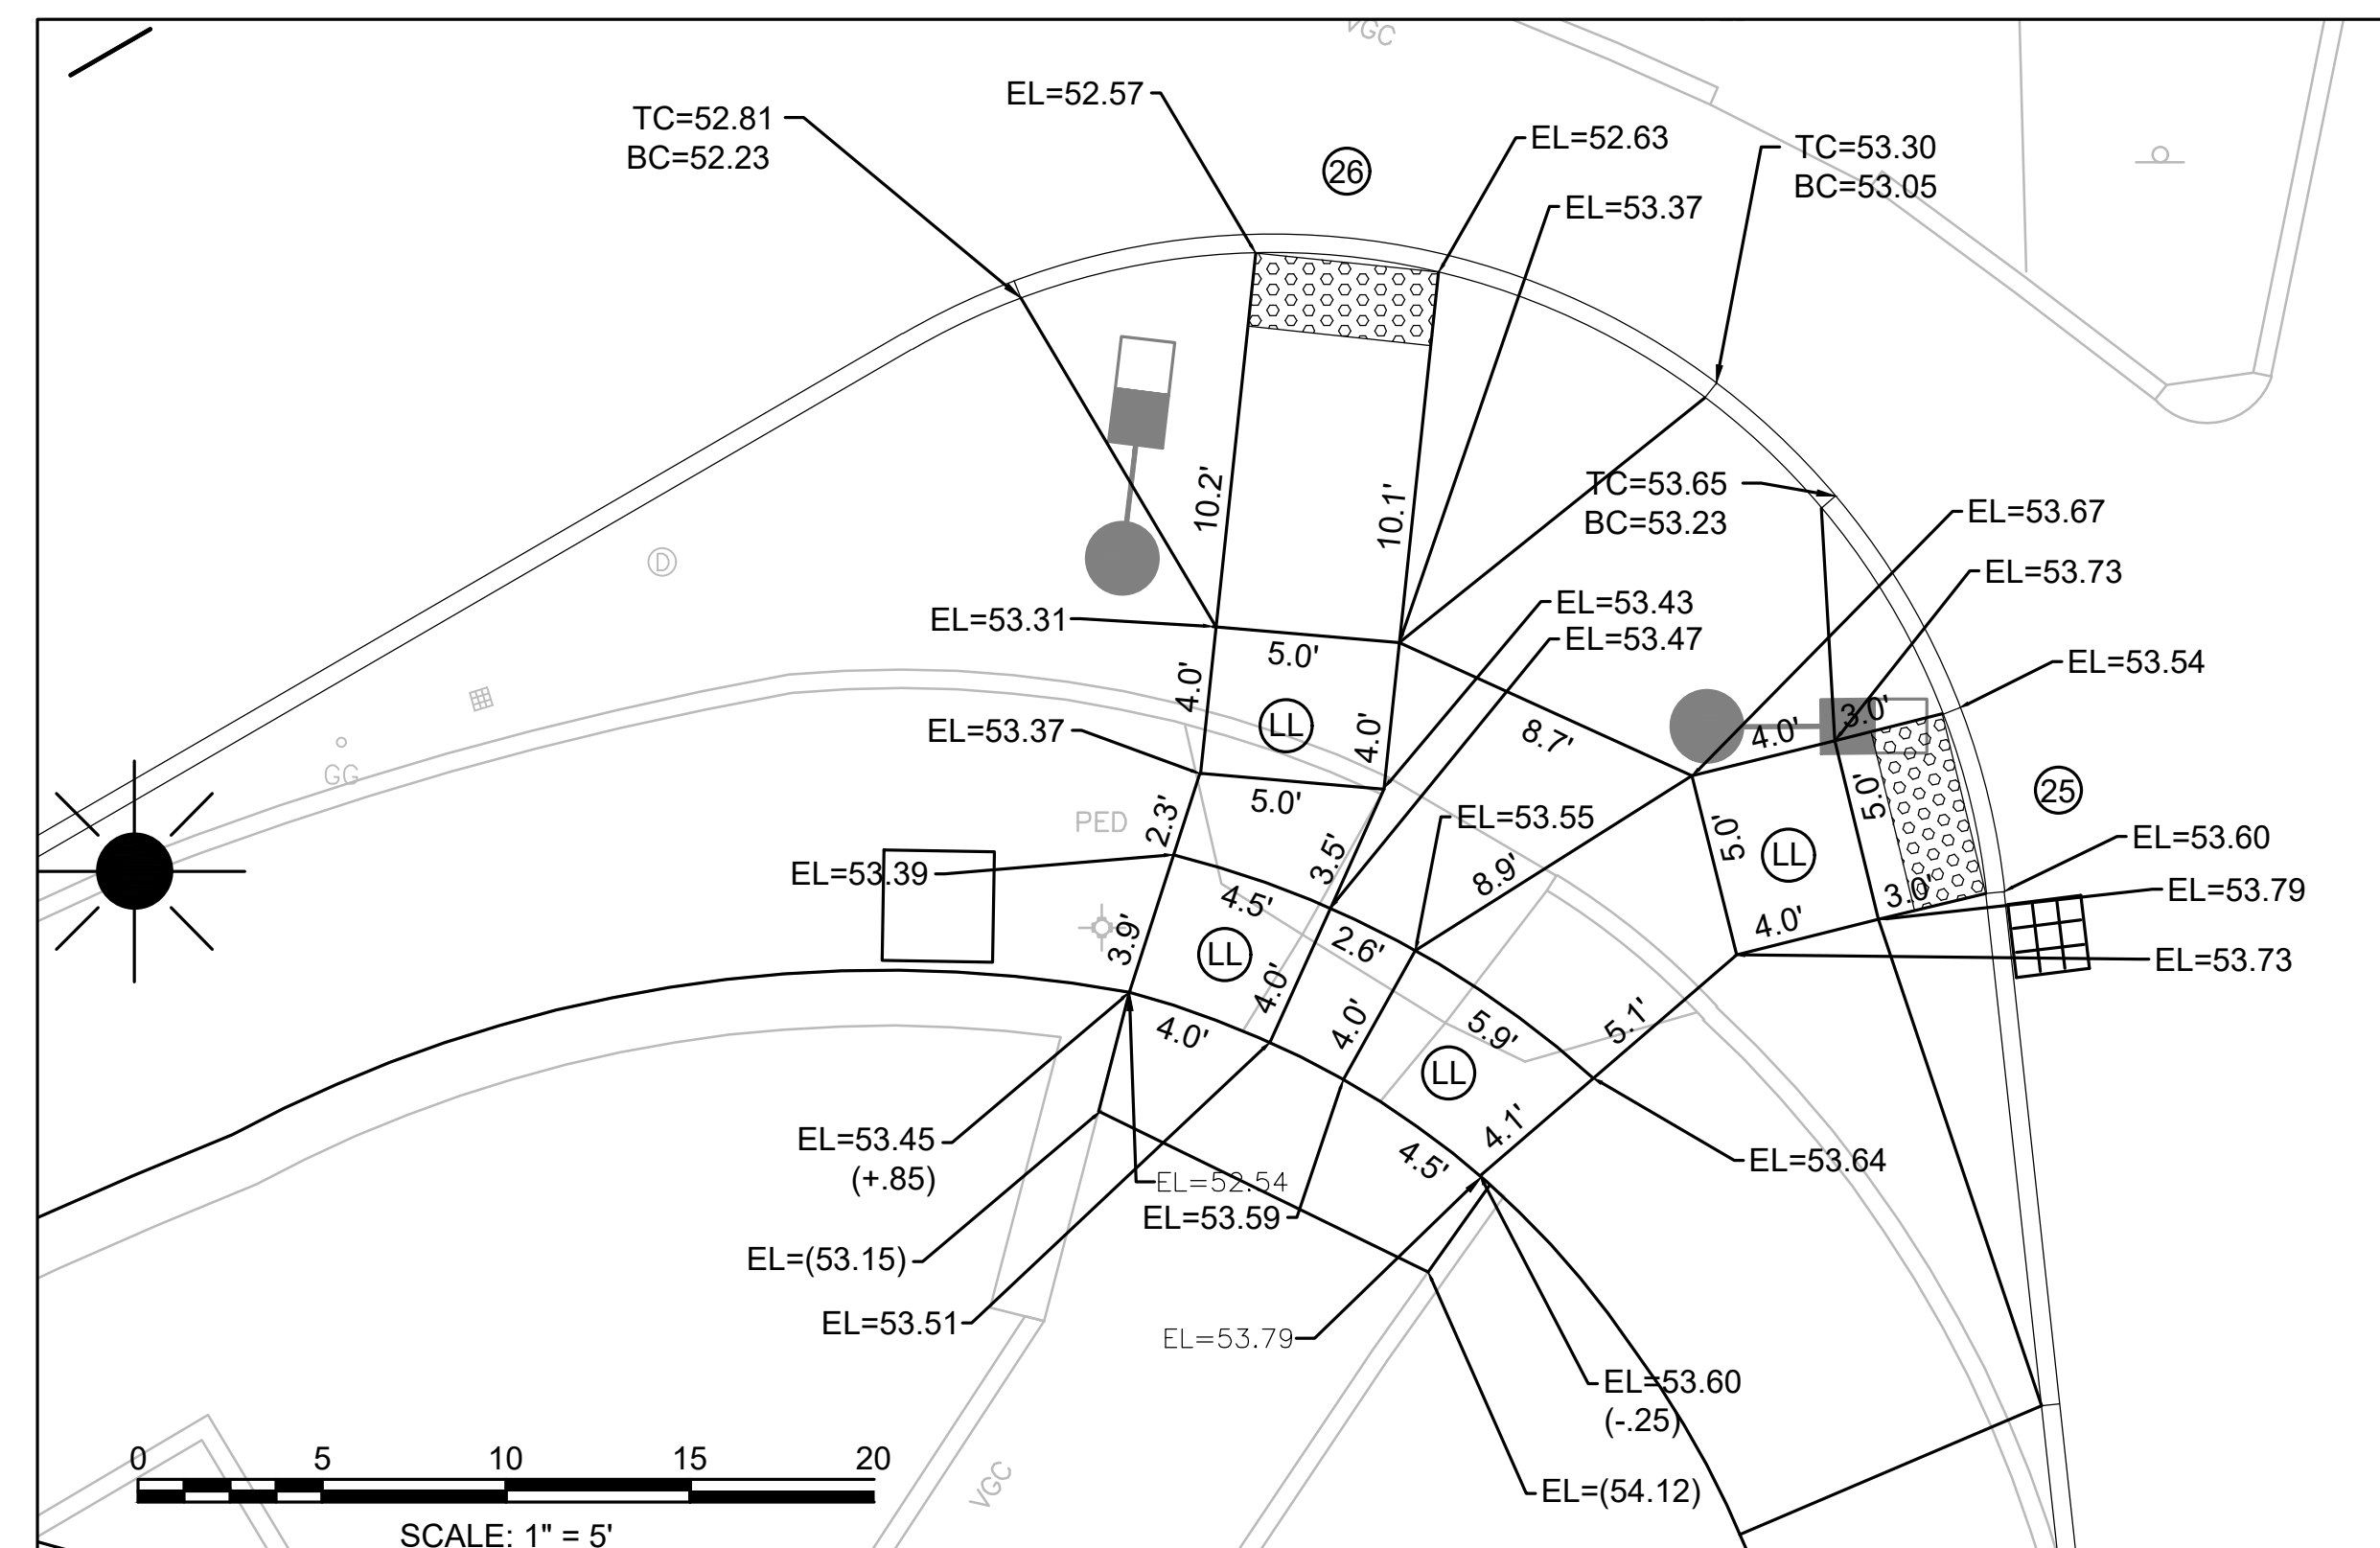 VGC
EL=52.57
TC=52.81
BC=52.23
EL=52.63
TC=53.30
BC=53.05
26
EL=53.37
TC=53.65
BC=53.23
EL=53.67
10.2'
10.1'
D
EL=53.73
EL=53.43
EL=53.31
EL=53.47
5.0'
EL=53.54
4.0'
LL
3.0'
EL=53.37
4.0'
8.7'
4.0'
GG
5.0'
5.0'
25
PED
2.3'
EL=53.55
5.0'
EL=53.60
LL
3.5'
EL=53.39
8.9'
EL=53.79
3.0'
4.5'
4.0'
3.9'
LL
2.6'
EL=53.73
4.0'
4.0'
4.0'
5.9'
5.1'
LL
EL=53.45
(+.85)
4.1'
4.5'
EL=53.64
EL=52.54
EL=53.59
EL=(53.15)
EL=53.51
EL=53.79
EL=53.60
(-.25)
VGC
EL=(54.12)
0 5 10 15 20
SCALE: 1" = 5'